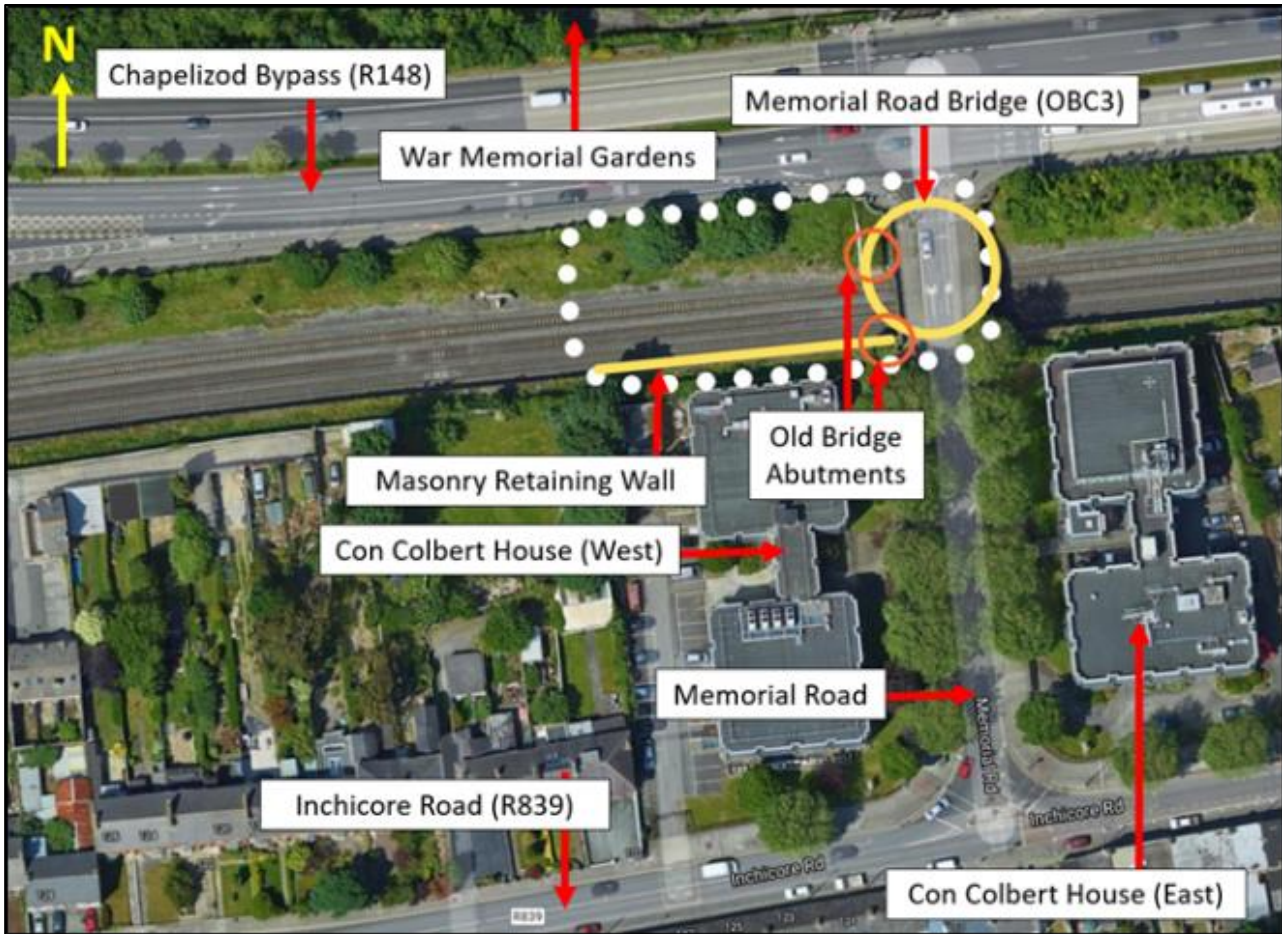 N
Chapelizod Bypass (R148)
Memorial Road Bridge (OBC3)
War Memorial Gardens
Old Bridge
Abutments
Masonry Retaining Wall
Con Colbert House (West)
Memorial Road
Memorial Rd
Inchicore Road (R839)
Inchicore Rd
Inchicore Rd
Con Colbert House (East)
R839